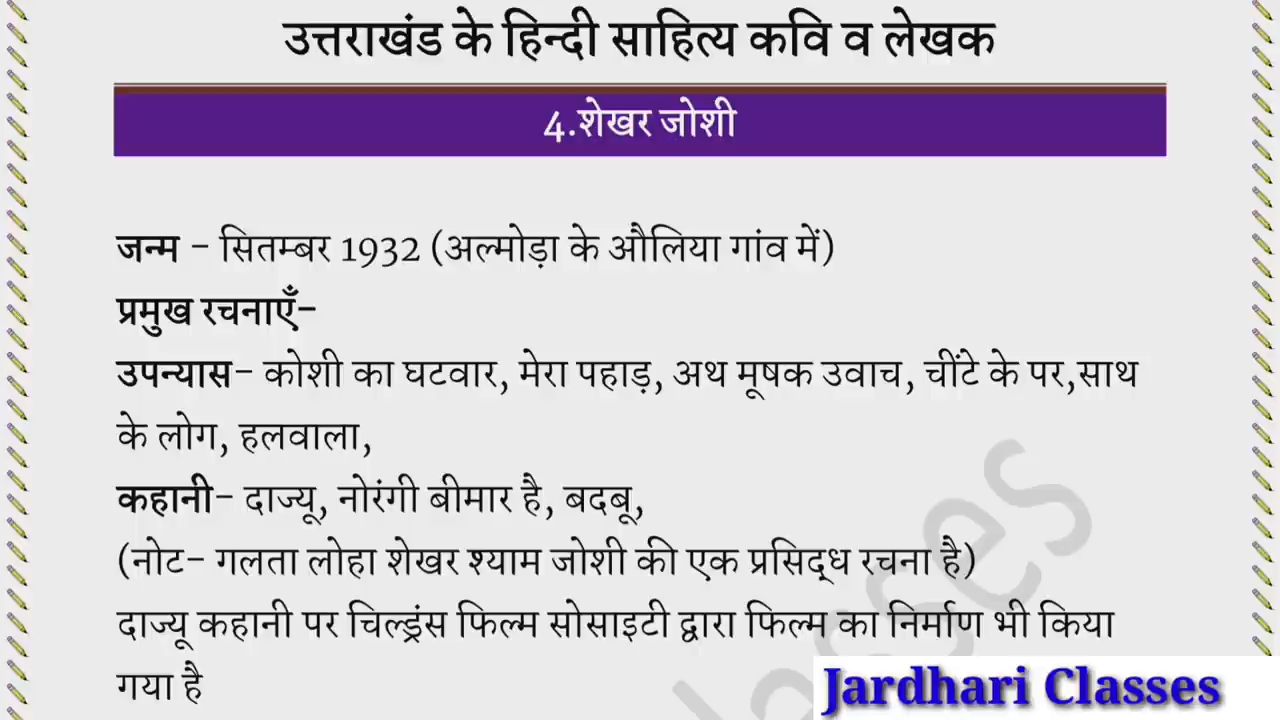 उत्तराखंड के हिन्दी साहित्य कवि व लेखक
4.शेखर जोशी
जन्म - सितम्बर 1932 (अल्मोड़ा के औलिया गांव में)
प्रमुख रचनाएँ-
उपन्यास- कोशी का घटवार, मेरा पहाड़, अथ मूषक उवाच, चींटे के पर,साथ
के लोग, हलवाला,
कहानी- दाज्यू, नोरंगी बीमार है, बदबू,
(नोट- गलता लोहा शेखर श्याम जोशी की एक प्रसिद्ध रचना है)
दाज्यू कहानी पर चिल्ड्रंस फिल्म सोसाइटी द्वारा फिल्म का निर्माण भी किया
गया है
Jardhari Classes